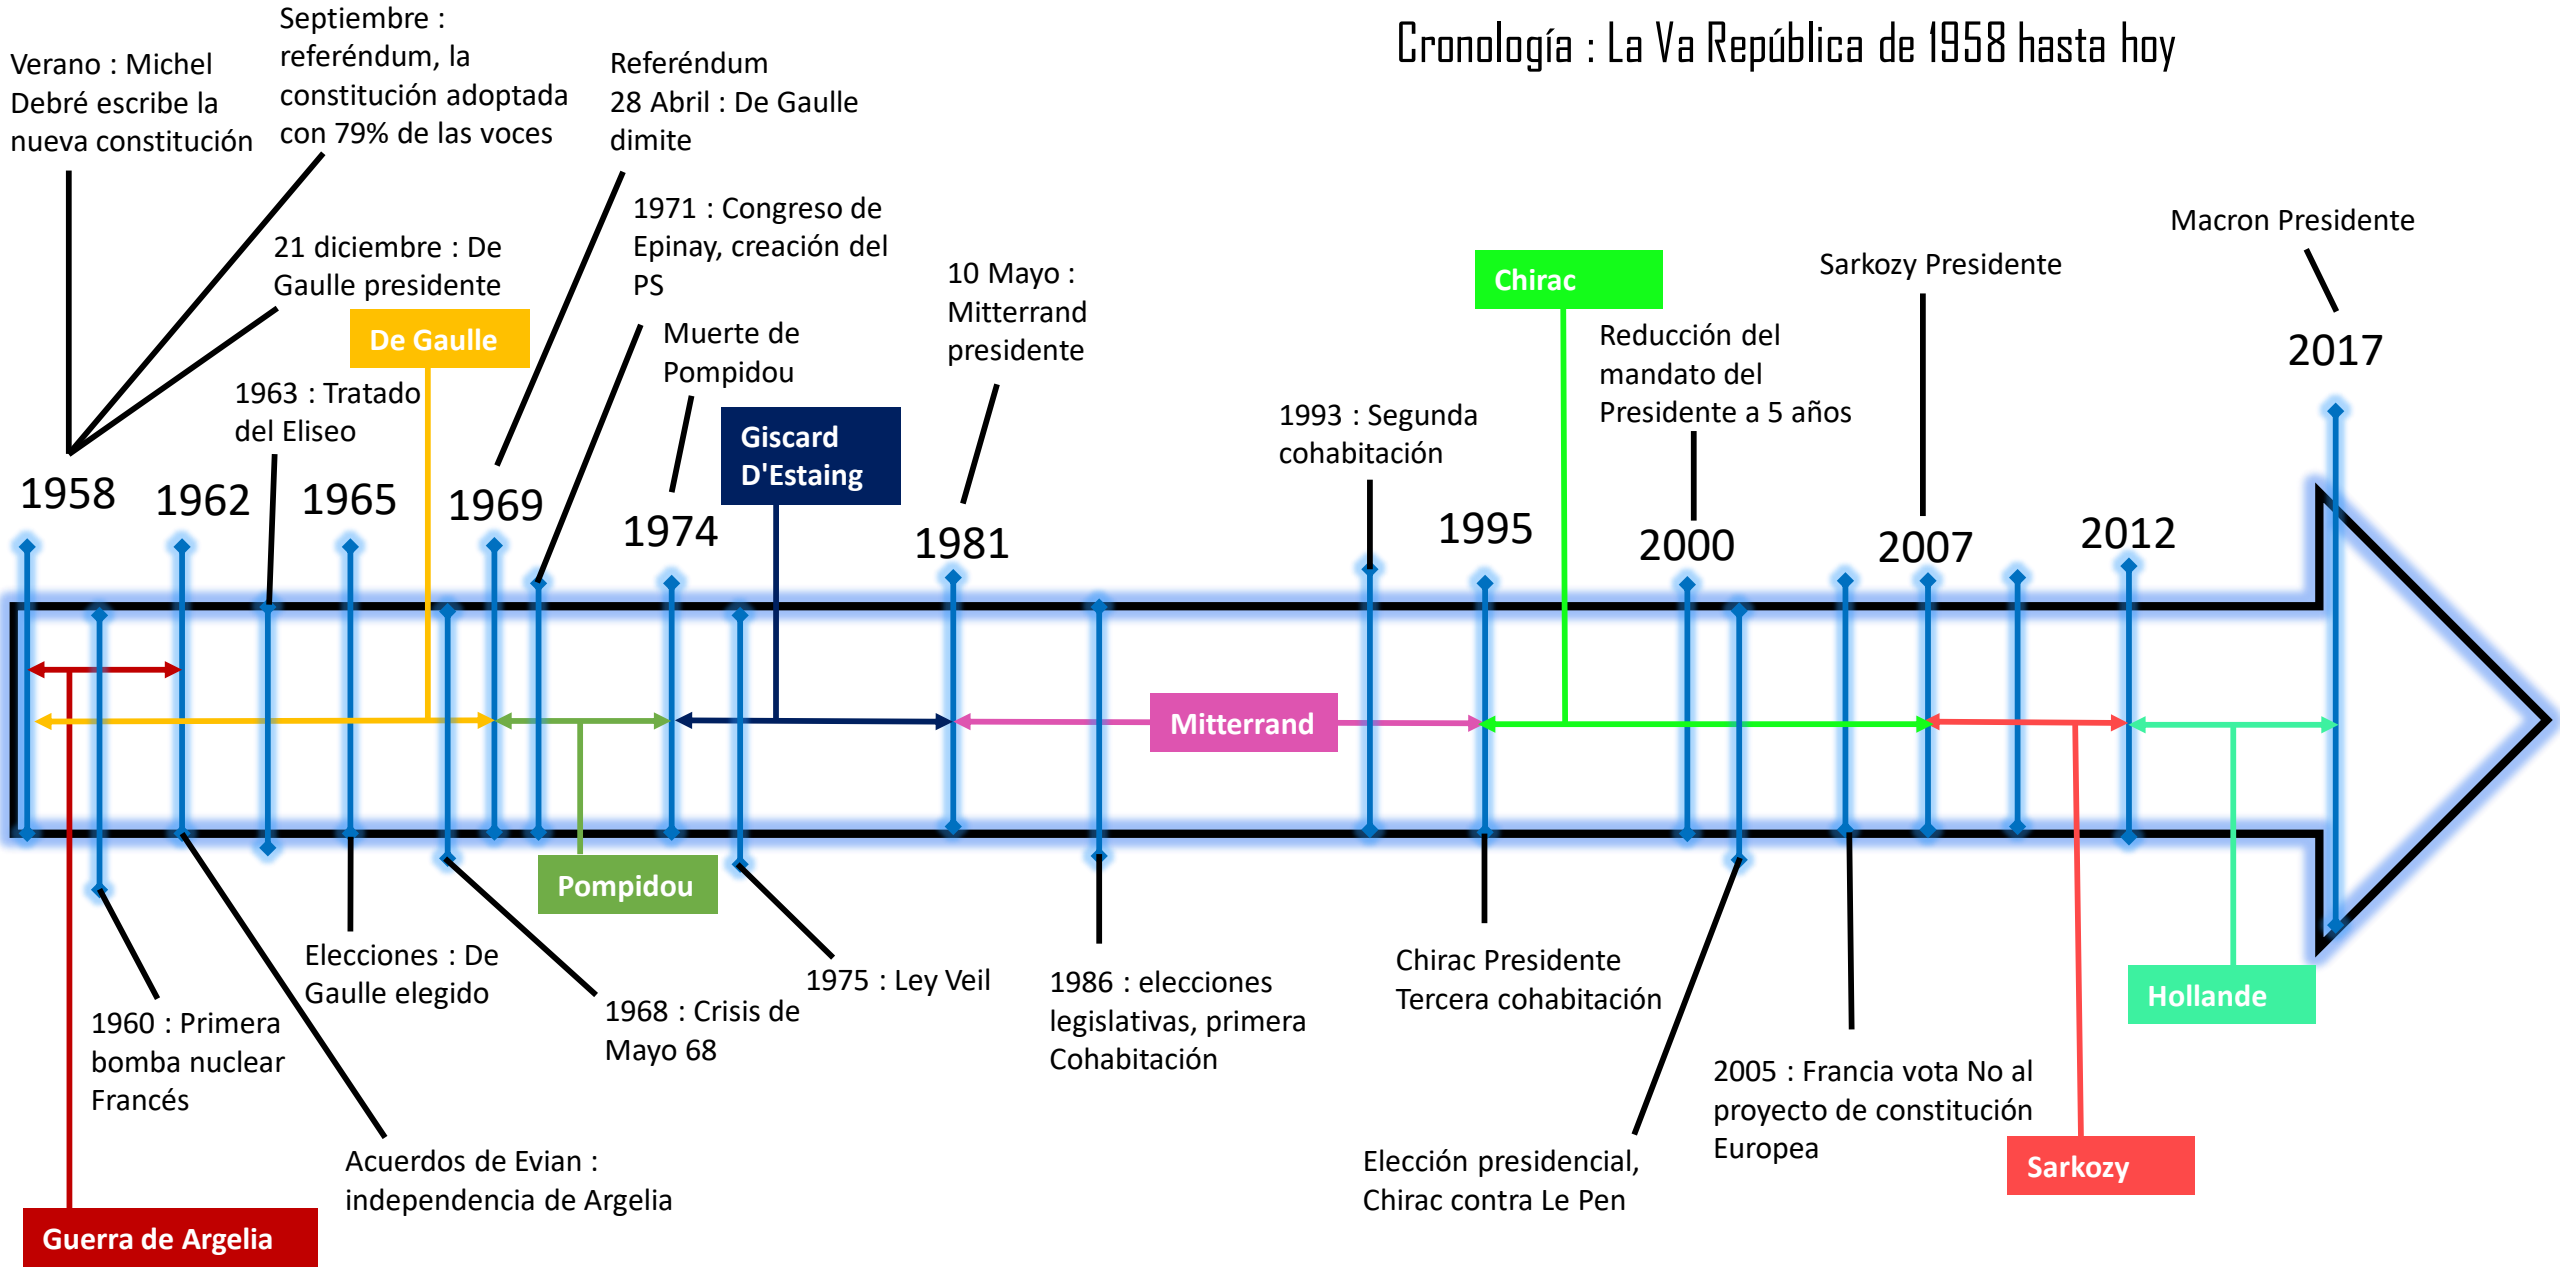 Cronología : La Va República de 1958 hasta hoy
Verano : Michel
Debré escribe la
nueva constitución
Septiembre :
referéndum, la
constitución adoptada
con 79% de las voces
21 diciembre : De
Gaulle presidente
De Gaulle
1963 : Tratado
del Eliseo
Referéndum
28 Abril : De Gaulle
dimite
1971 : Congreso de
Epinay, creación del
PS
Muerte de
Pompidou
Giscard
D'Estaing
10 Mayo :
Mitterrand
presidente
1993 : Segunda
cohabitación
Chirac
Reducción del
mandato del
Presidente a 5 años
Sarkozy Presidente
Macron Presidente
1958
1962
1965
1969
1974
1981
1995
2000
2007
2012
2017
Mitterrand
Pompidou
Guerra de Argelia
1960 : Primera
bomba nuclear
Francés
Acuerdos de Evian :
independencia de Argelia
Elecciones : De
Gaulle elegido
1968 : Crisis de
Mayo 68
1975 : Ley Veil
1986 : elecciones
legislativas, primera
Cohabitación
Chirac Presidente
Tercera cohabitación
Elección presidencial,
Chirac contra Le Pen
2005 : Francia vota No al
proyecto de constitución
Europea
Sarkozy
Hollande